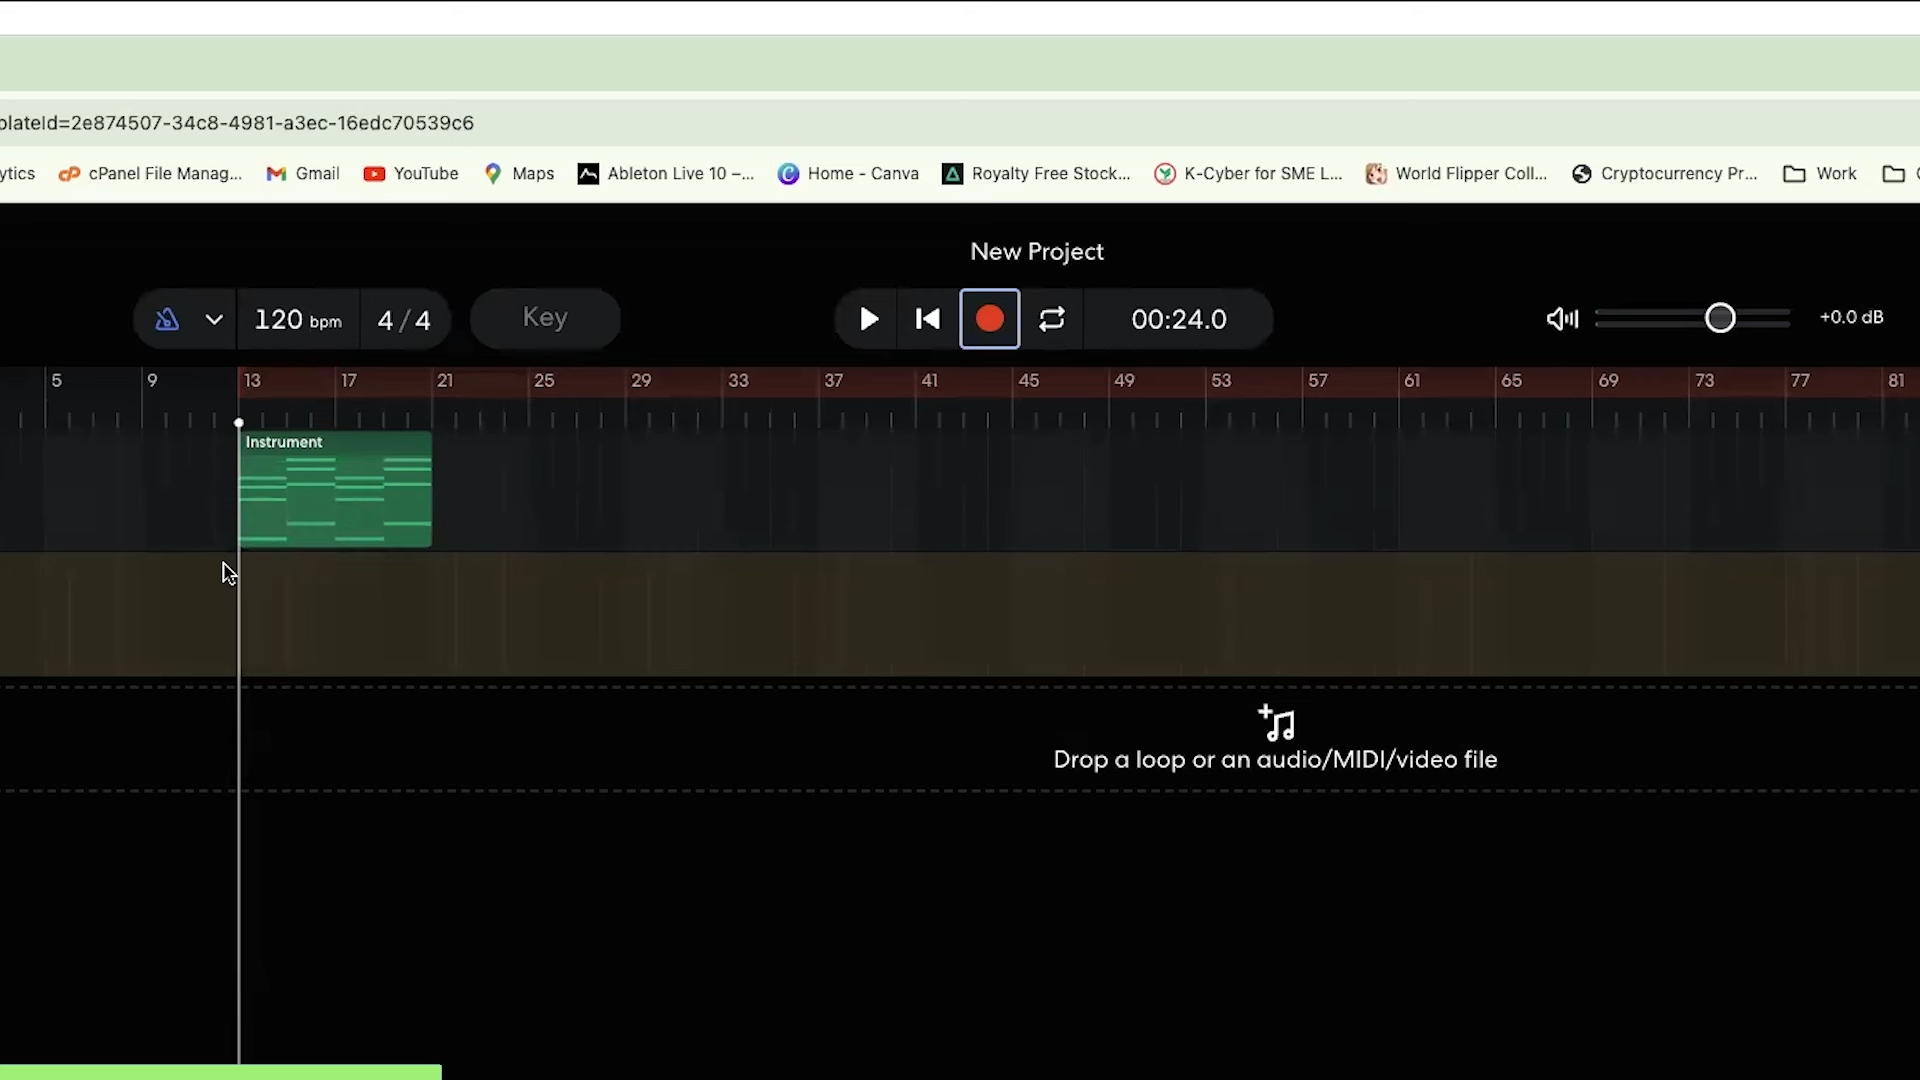 plateId=2e874507-34c8-4981-a3ec-16edc70539c6
ytics cPanel File Manag... Gmail YouTube Maps Ableton Live 10 –... Home - Canva Royalty Free Stock... K-Cyber for SME L... World Flipper Coll... Cryptocurrency Pr... Work
New Project
120 bpm 4/4 Key 00:24.0 +0.0 dB
5 9 13 17 21 25 29 33 37 41 45 49 53 57 61 65 69 73 77 81
Instrument
Drop a loop or an audio/MIDI/video file